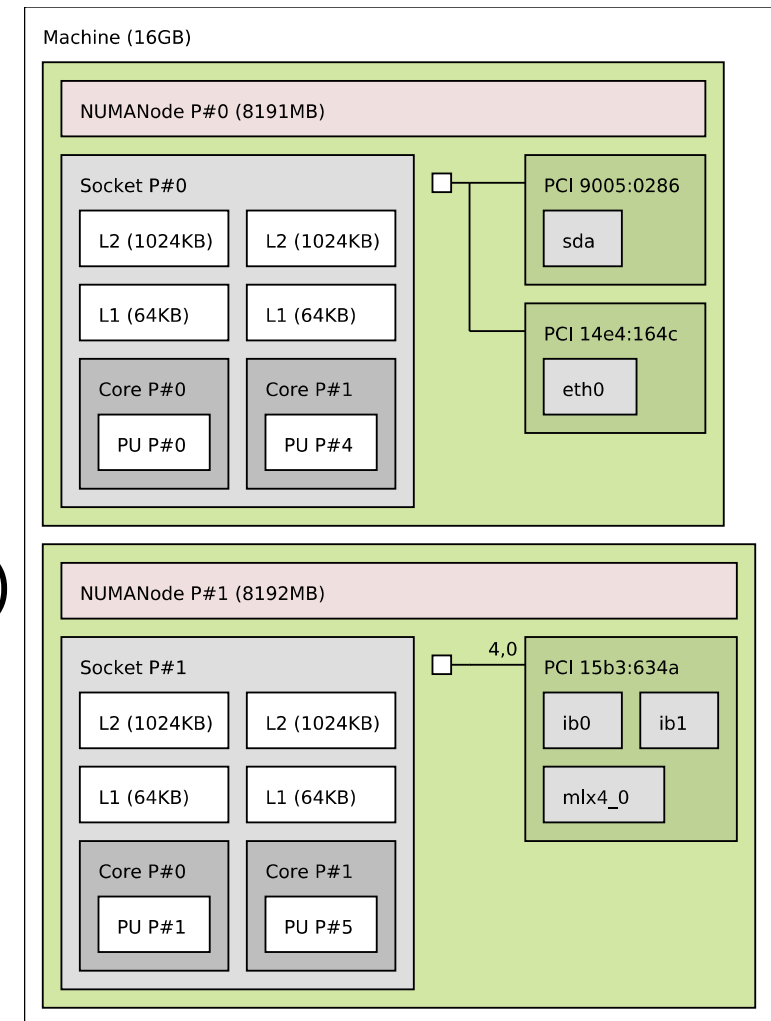 Machine (16GB)
NUMANode P#0 (8191MB)
Socket P#0
L2 (1024KB)
L2 (1024KB)
L1 (64KB)
L1 (64KB)
Core P#0
PU P#0
Core P#1
PU P#4
PCI 9005:0286
sda
PCI 14e4:164c
eth0
NUMANode P#1 (8192MB)
Socket P#1
L2 (1024KB)
L2 (1024KB)
L1 (64KB)
L1 (64KB)
Core P#0
PU P#1
Core P#1
PU P#5
4,0
PCI 15b3:634a
ib0
ib1
mlx4_0
)